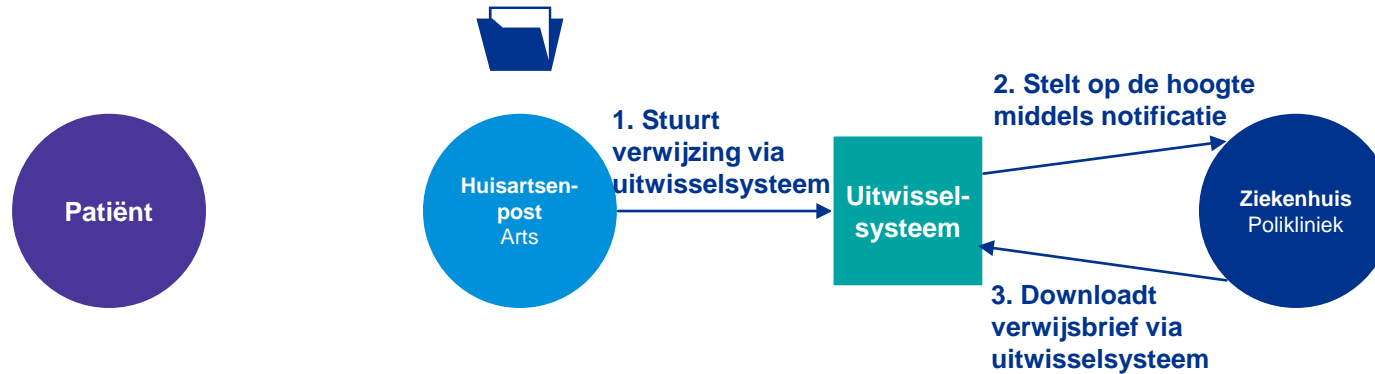 Patiënt
Huisartsen-
post
Arts
1. Stuurt
verwijzing via
uitwisselsysteem
Uitwissel-
systeem
2. Stelt op de hoogte
middels notificatie
Ziekenhuis
Polikliniek
3. Downloadt
verwijsbrief via
uitwisselsysteem